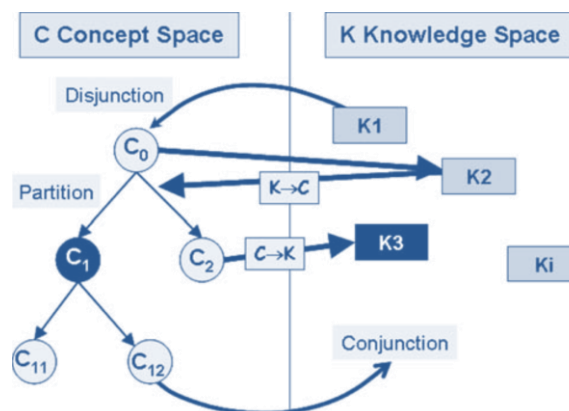 C Concept Space
K Knowledge Space
Disjunction
K1
C0
K2
Partition
K→C
C1
C2
C→K
K3
Ki
C11
C12
Conjunction